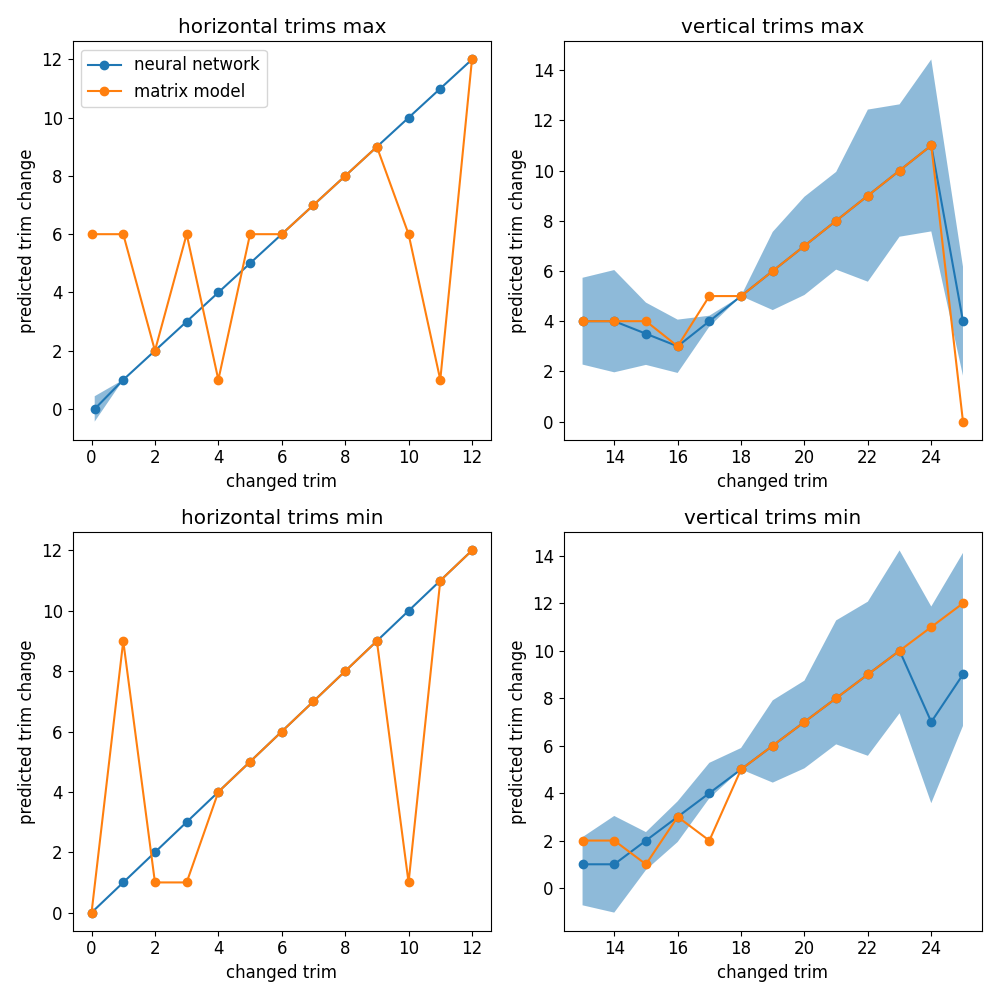 horizontal trims max
12
10
8
6
4
2
0
predicted trim change
neural network
matrix model
0 2 4 6 8 10 12
changed trim
vertical trims max
14
12
10
8
6
4
2
0
predicted trim change
14 16 18 20 22 24
changed trim
horizontal trims min
12
10
8
6
4
2
0
predicted trim change
0 2 4 6 8 10 12
changed trim
vertical trims min
14
12
10
8
6
4
2
0
predicted trim change
14 16 18 20 22 24
changed trim